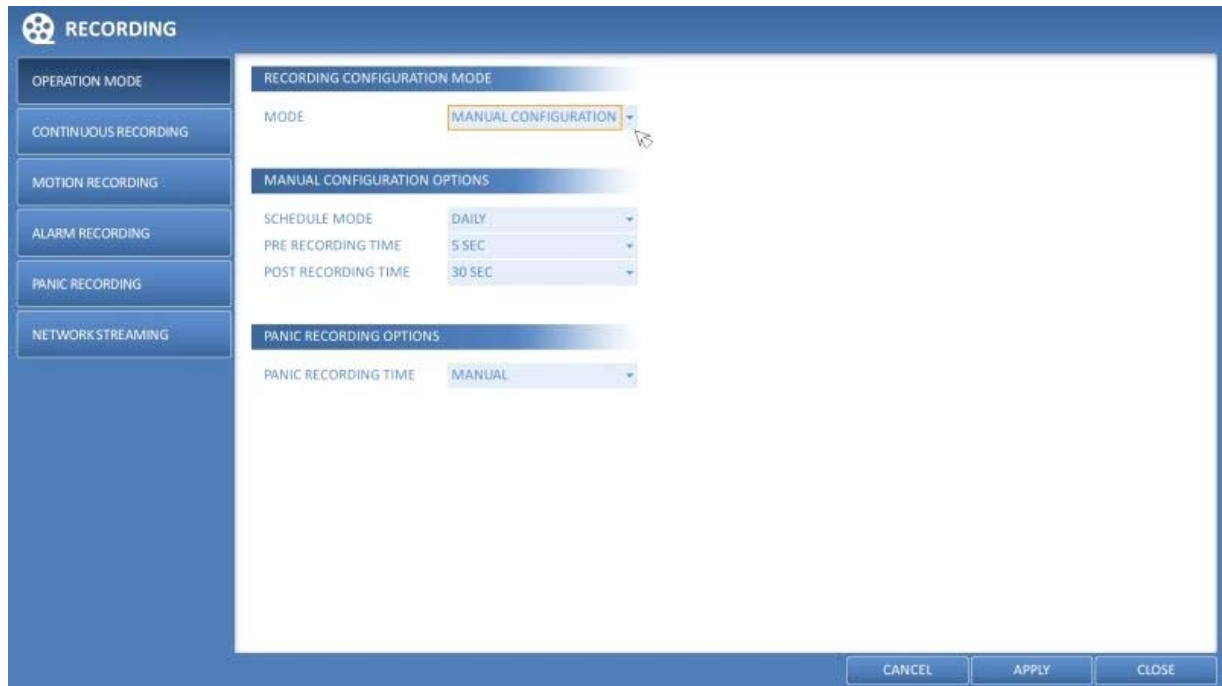 RECORDING
OPERATION MODE
CONTINUOUS RECORDING
MOTION RECORDING
ALARM RECORDING
PANIC RECORDING
NETWORK STREAMING
RECORDING CONFIGURATION MODE
MODE MANUAL CONFIGURATION
MANUAL CONFIGURATION OPTIONS
SCHEDULE MODE DAILY
PRE RECORDING TIME 5 SEC
POST RECORDING TIME 30 SEC
PANIC RECORDING OPTIONS
PANIC RECORDING TIME MANUAL
CANCEL APPLY CLOSE